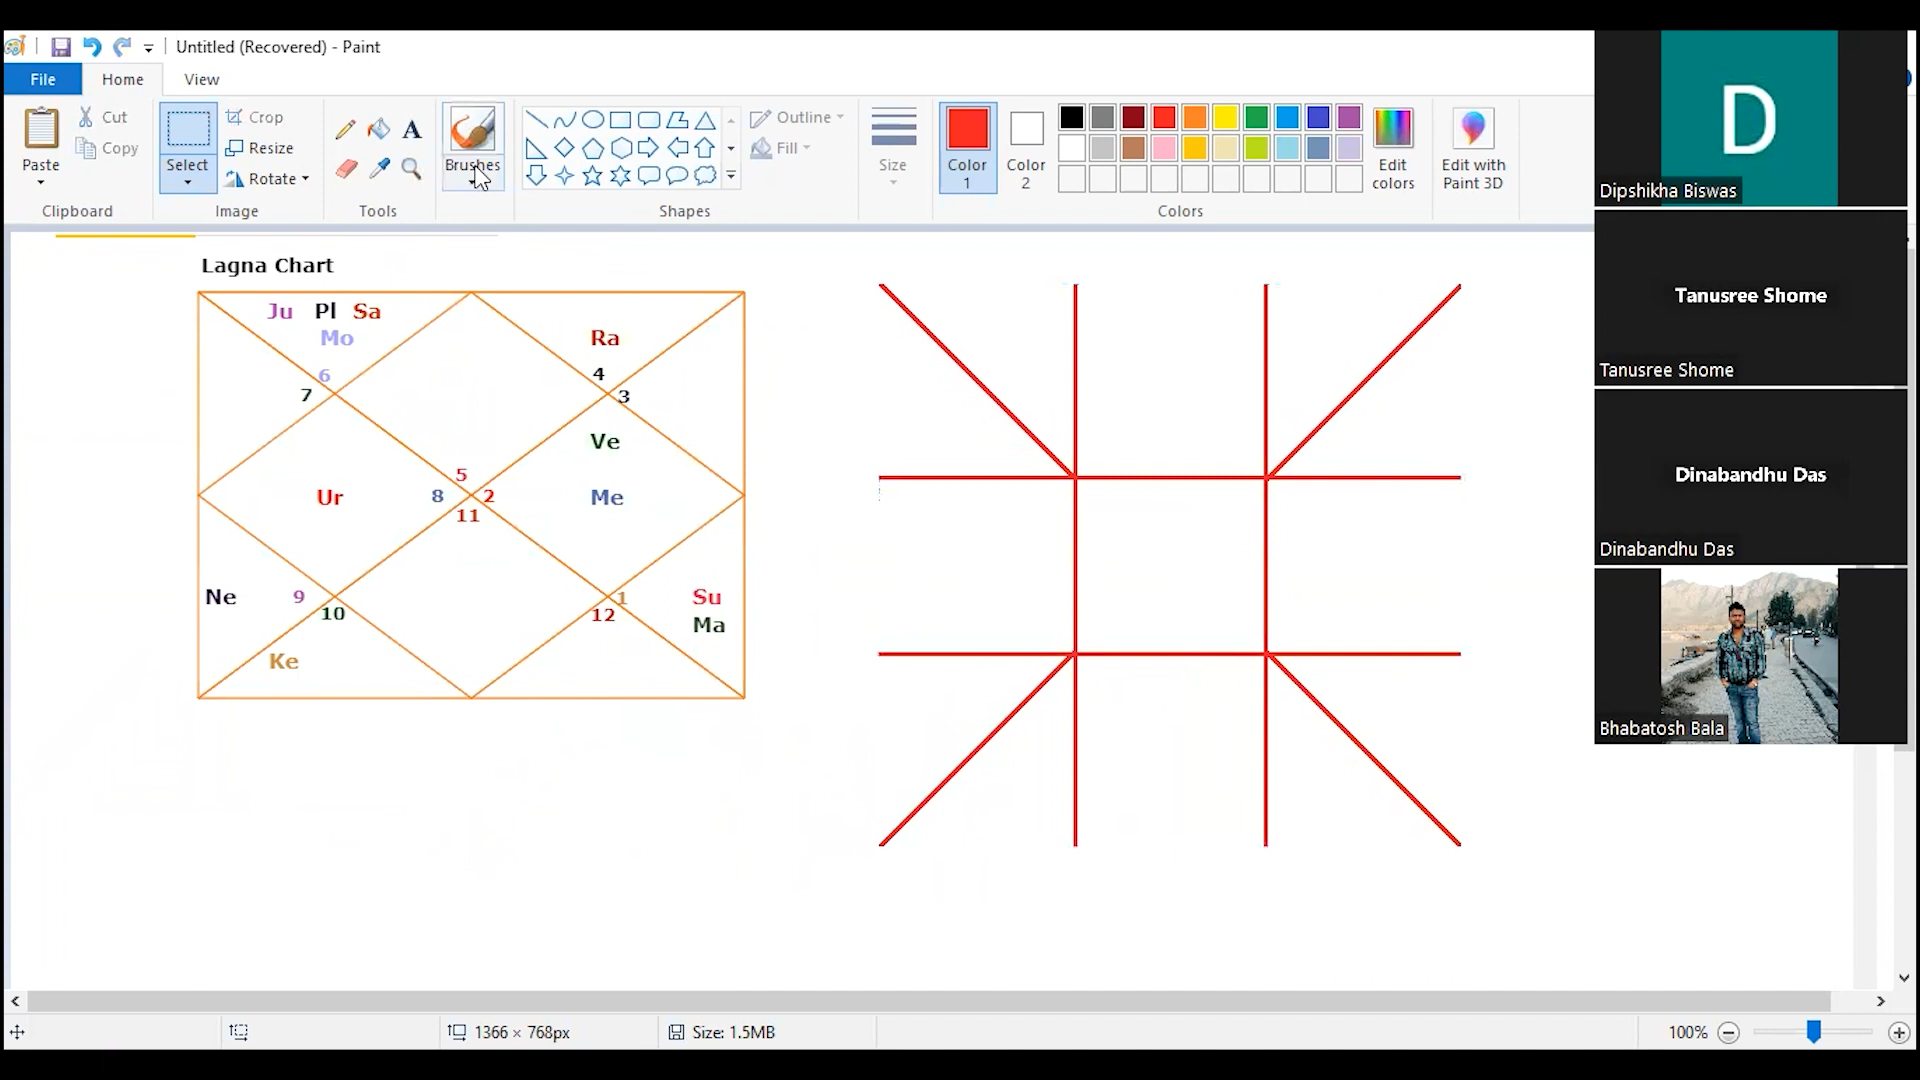 Untitled (Recovered) - Paint
File Home View
Paste
Cut
Copy
Clipboard
Select
Crop
Resize
Rotate
Image
A
Tools
Brushes
Shapes
Outline
Fill
Size
Color 1
Color 2
Colors
Edit colors
Edit with Paint 3D
Lagna Chart
Ju Pl Sa
Mo
Ra
6
7
4
3
Ve
5
Ur 8 2 Me
11
Ne 9
10
1
12
Su
Ma
Ke
D
Dipshikha Biswas
Tanusree Shome
Tanusree Shome
Dinabandhu Das
Dinabandhu Das
Bhabatosh Bala
1366 × 768px
Size: 1.5MB
100%